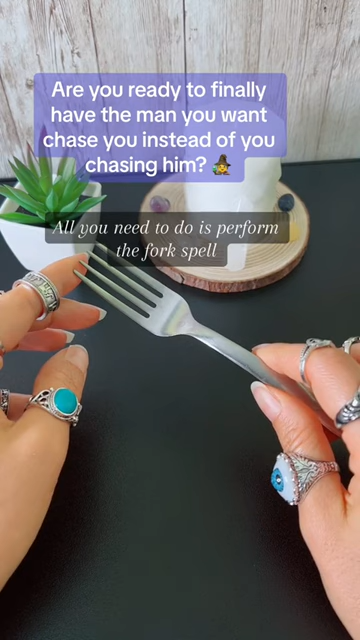 Are you ready to finally
have the man you want
chase you instead of you
chasing him? 🧙‍♀️
All you need to do is perform
the fork spell